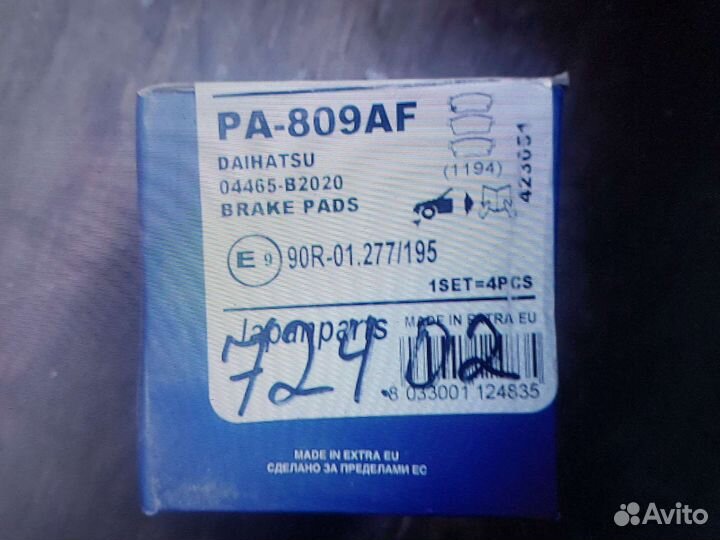 PA-809AF
DAIHATSU
04465-B2020
BRAKE PADS
(1194)
423051
E 9 90R-01.277/195
1SET=4PCS
Japanparts MADE IN EXTRA EU
724 02
8 033001 124835
MADE IN EXTRA EU
СДЕЛАНО ЗА ПРЕДЕЛАМИ ЕС
Avito